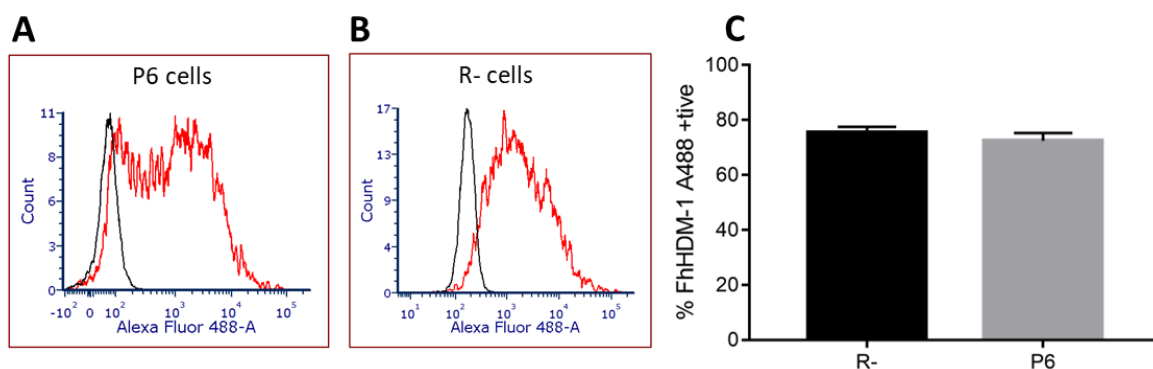 A
P6 cells
11
8
6
3
0
Count
-10² 0 10² 10³ 10⁴ 10⁵
Alexa Fluor 488-A
B
R- cells
17
13
9
4
0
Count
10¹ 10² 10³ 10⁴ 10⁵
Alexa Fluor 488-A
C
100
80
60
40
20
0
% FhHDM-1 A488 +tive
R- P6